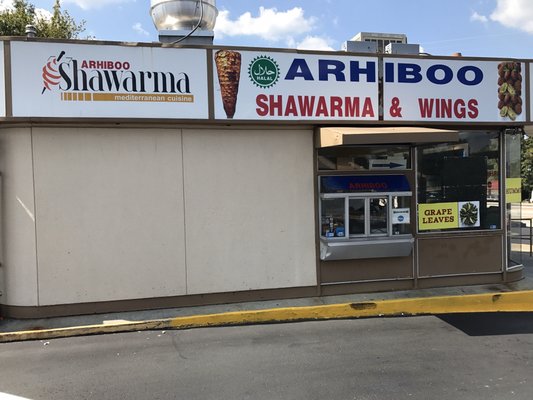 ARHIBOO
Shawarma
mediterranean cuisine
حلال
HALAL
ARHIBOO
SHAWARMA & WINGS
ARHIBOO
GRAPE
LEAVES